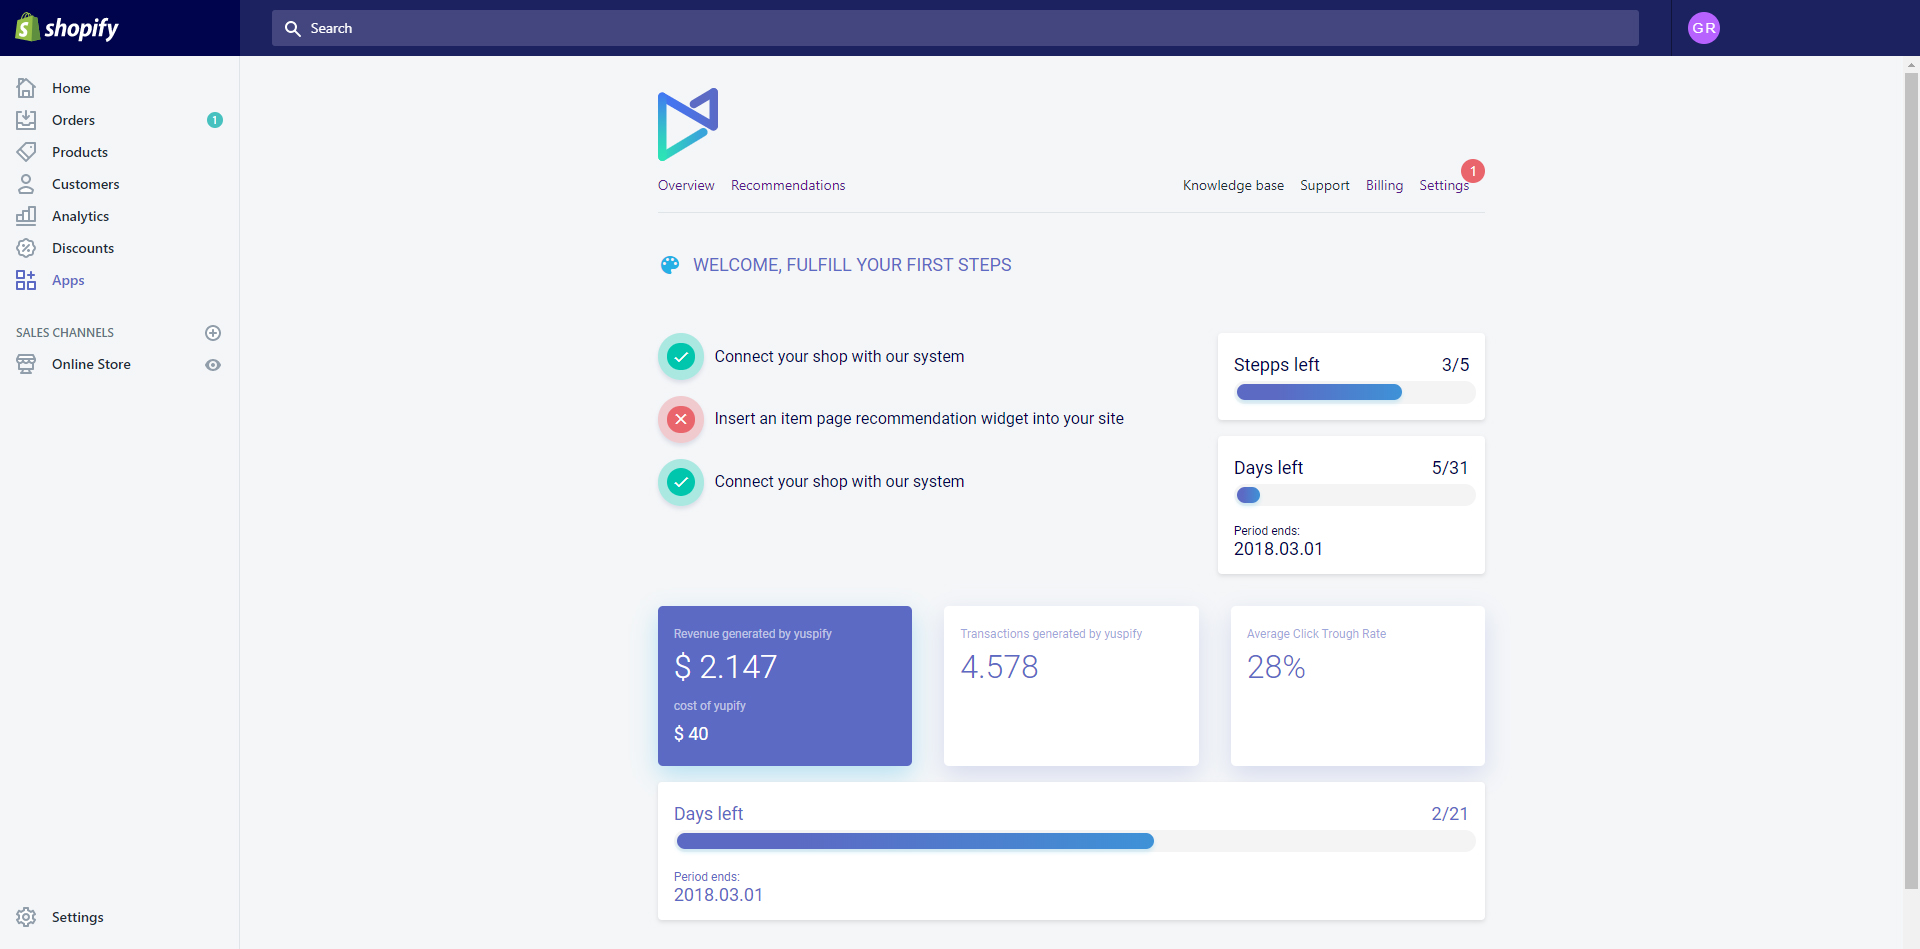 shopify
Search
GR
Home
Orders
1
Products
Customers
Analytics
Discounts
Apps
SALES CHANNELS
Online Store
Settings
Overview
Recommendations
Knowledge base
Support
Billing
Settings
1
WELCOME, FULFILL YOUR FIRST STEPS
Connect your shop with our system
Insert an item page recommendation widget into your site
Connect your shop with our system
Stepps left 3/5
Days left 5/31
Period ends:
2018.03.01
Revenue generated by yuspify
$ 2.147
cost of yupify
$ 40
Transactions generated by yuspify
4.578
Average Click Trough Rate
28%
Days left 2/21
Period ends:
2018.03.01